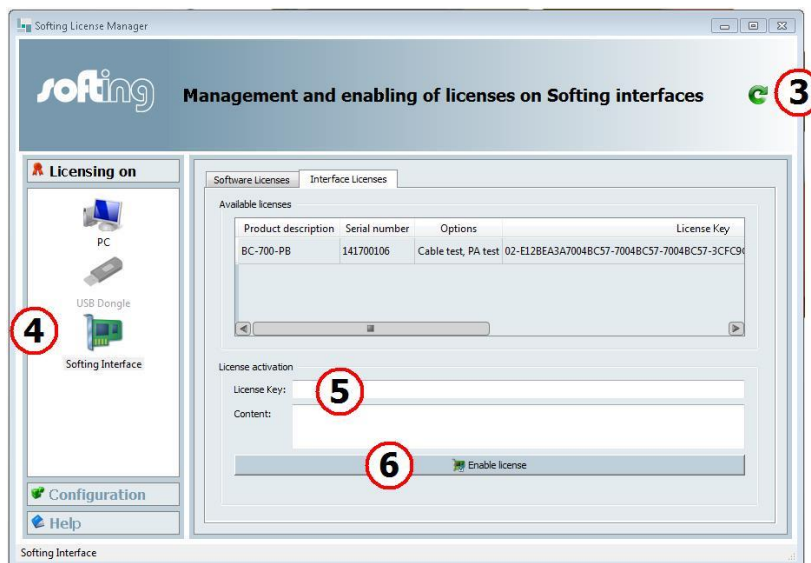 Softing License Manager
softing
Management and enabling of licenses on Softing interfaces
3
Licensing on
PC
USB Dongle
4
Softing Interface
Configuration
Help
Software Licenses Interface Licenses
Available licenses
Product description Serial number Options License Key
BC-700-PB 141700106 Cable test, PA test 02-E12BEA3A7004BC57-7004BC57-7004BC57-3CFC9
License activation
License Key: 5
Content:
6 Enable license
Softing Interface